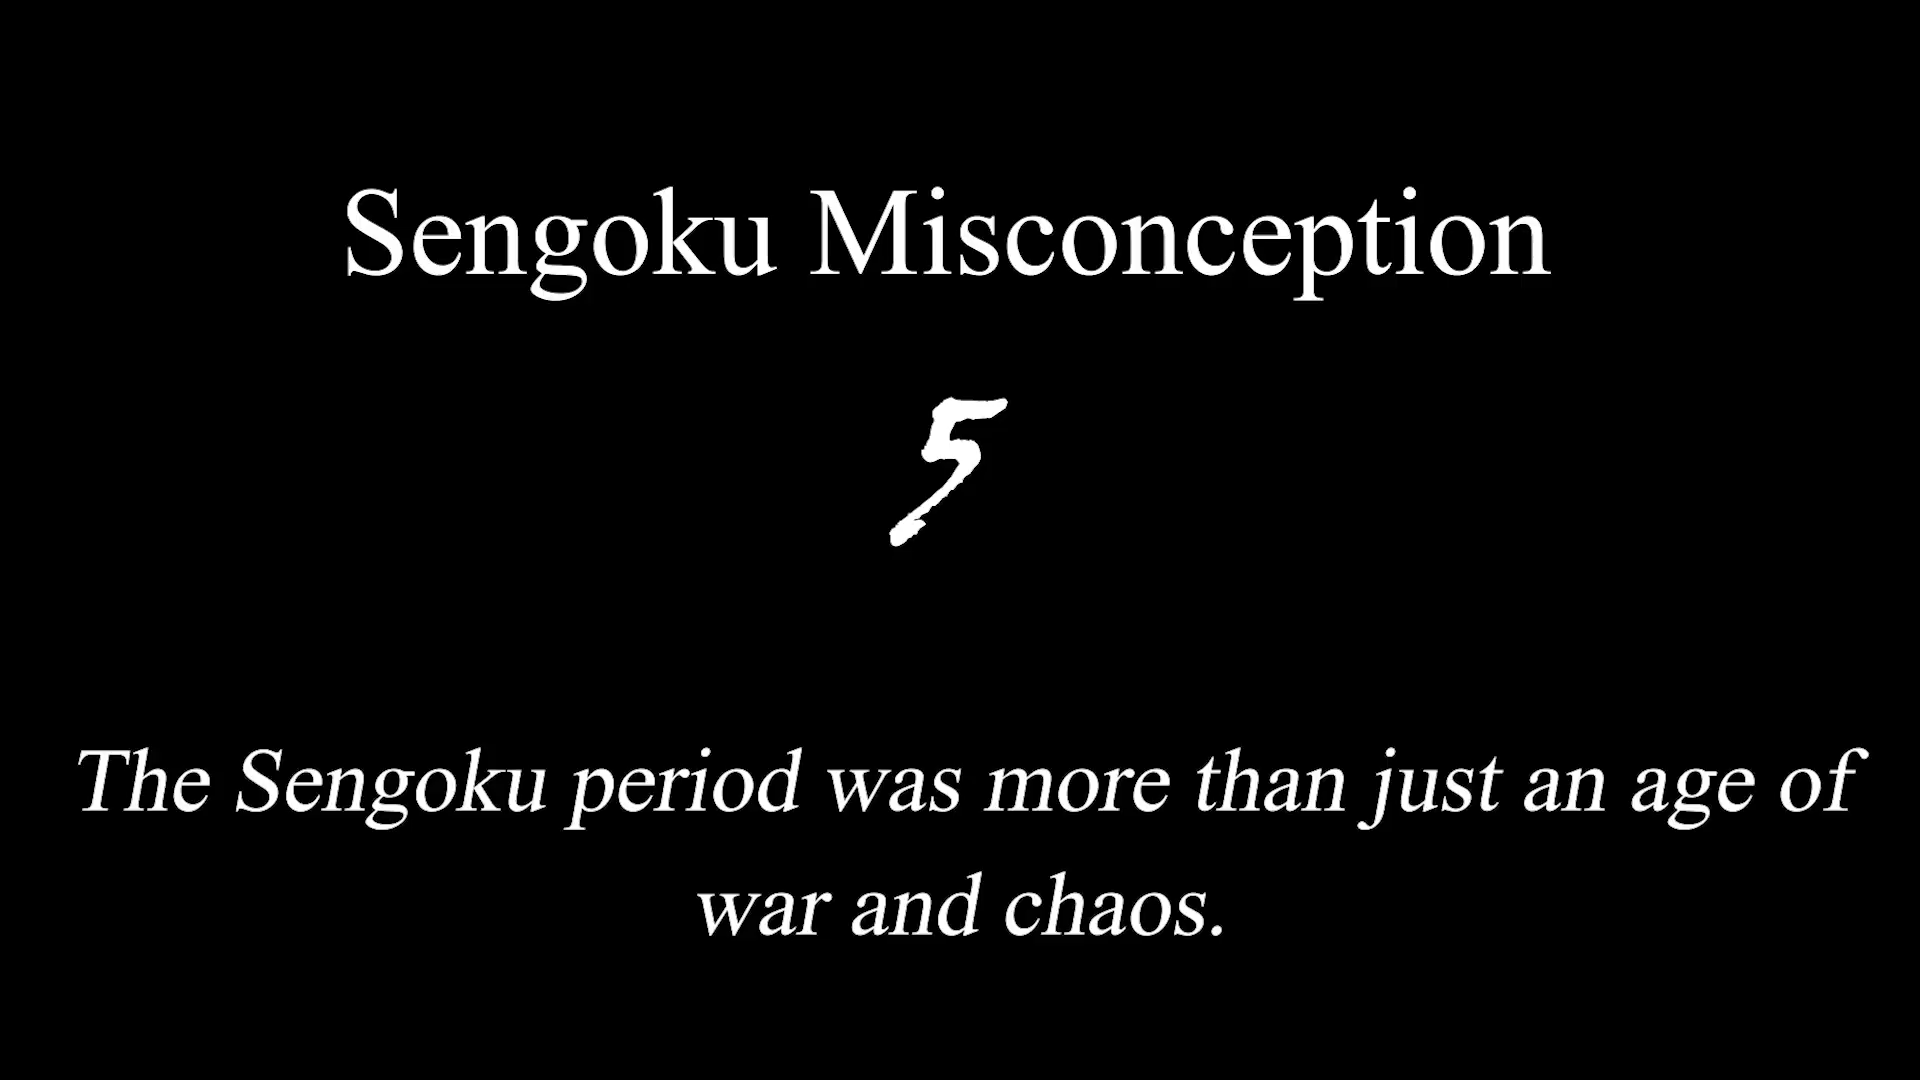 Sengoku Misconception
5
The Sengoku period was more than just an age of
war and chaos.